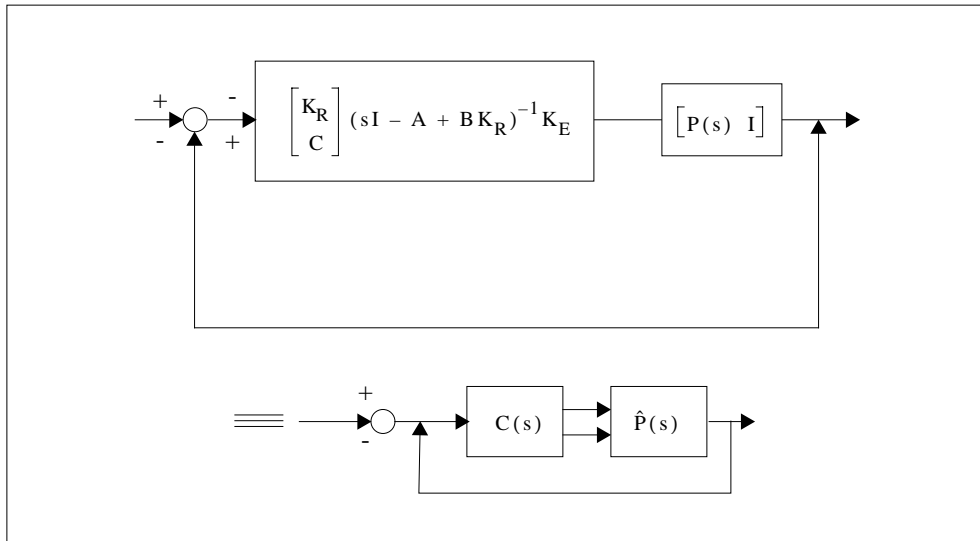 +
-
-
+
[K_R
C] (sI – A + BK_R)^{–1} K_E
[P(s) I]
+
-
C(s)
P̂(s)